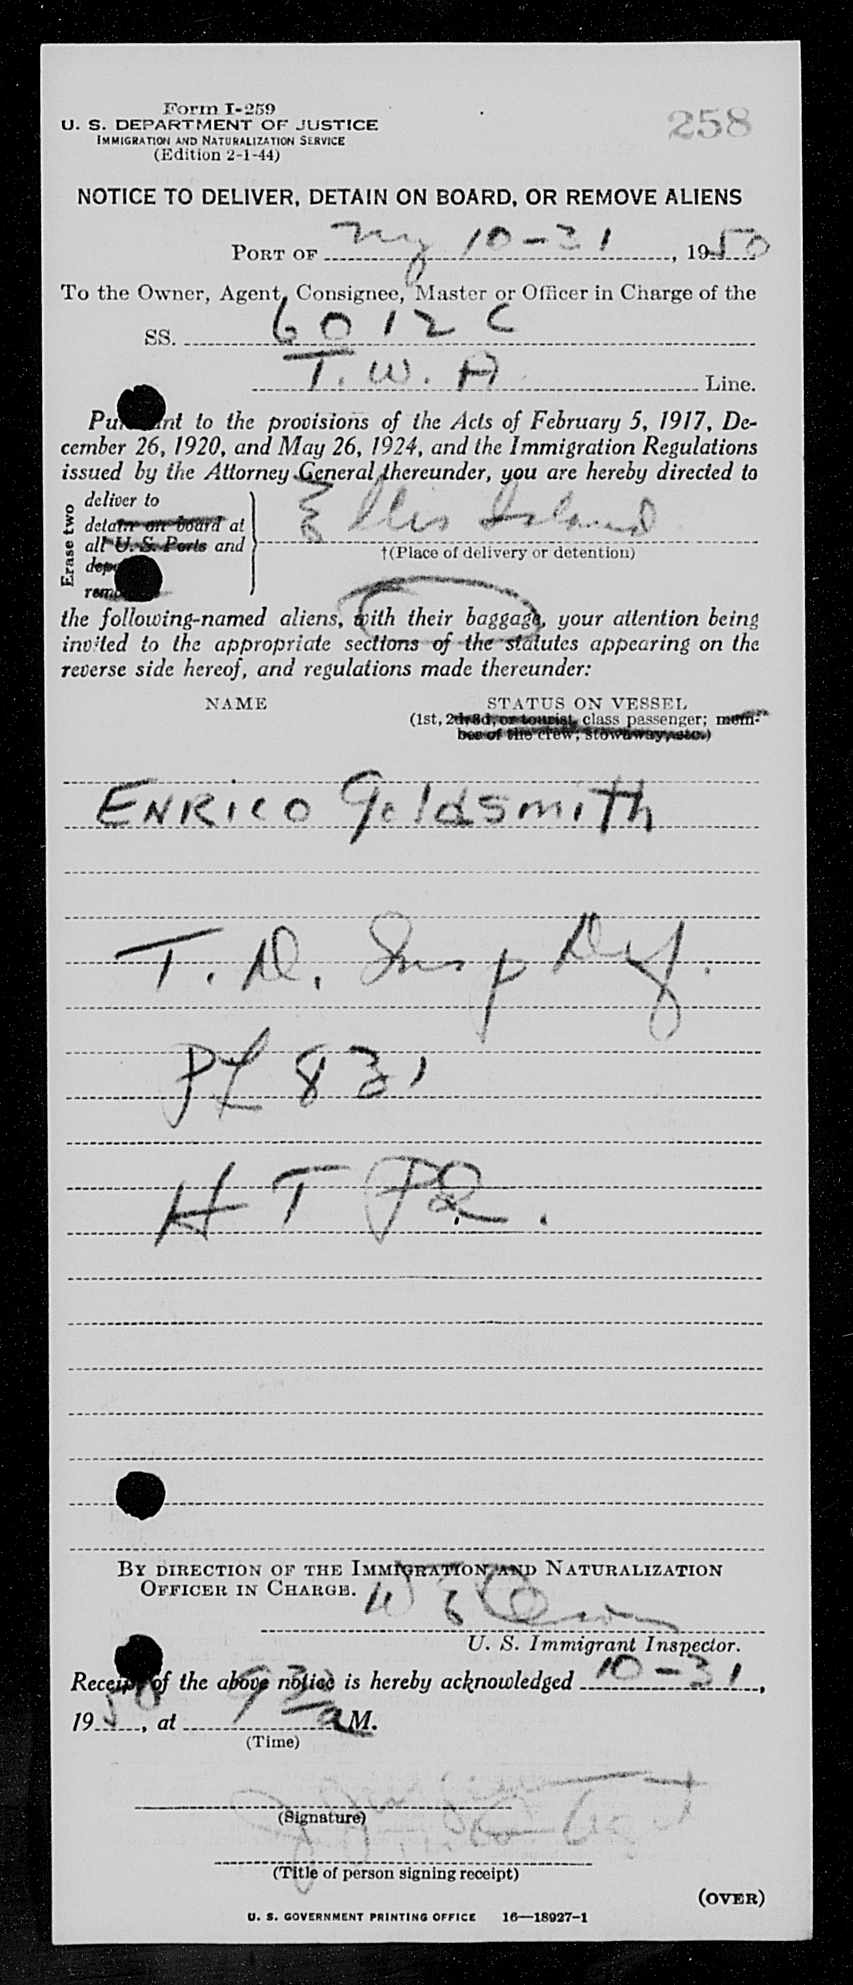 Form I-259
U. S. DEPARTMENT OF JUSTICE
IMMIGRATION AND NATURALIZATION SERVICE
(Edition 2-1-44)
258
NOTICE TO DELIVER, DETAIN ON BOARD, OR REMOVE ALIENS
PORT OF NY 10-31, 1950
To the Owner, Agent, Consignee, Master or Officer in Charge of the
SS. 6012C
T.W.A Line.
Pursuant to the provisions of the Acts of February 5, 1917, De-
cember 26, 1920, and May 26, 1924, and the Immigration Regulations
issued by the Attorney General thereunder, you are hereby directed to
Erase two
deliver to
detain on board at
all U. S. Ports and
Ellis Island
†(Place of delivery or detention)
the following-named aliens, with their baggage, your attention being
invited to the appropriate sections of the statutes appearing on the
reverse side hereof, and regulations made thereunder:
NAME STATUS ON VESSEL
(1st, 2d, 3d, or tourist, class passenger; mem-
ber of the crew; stowaway, etc.)
ENRICO Goldsmith
T. D. Insp
PL 831
H T PQ.
BY DIRECTION OF THE IMMIGRATION AND NATURALIZATION
OFFICER IN CHARGE.
U. S. Immigrant Inspector.
Receipt of the above notice is hereby acknowledged 10-31,
1950, at 930 a M.
(Time)
(Signature)
(Title of person signing receipt)
(OVER)
U. S. GOVERNMENT PRINTING OFFICE 16—18927-1